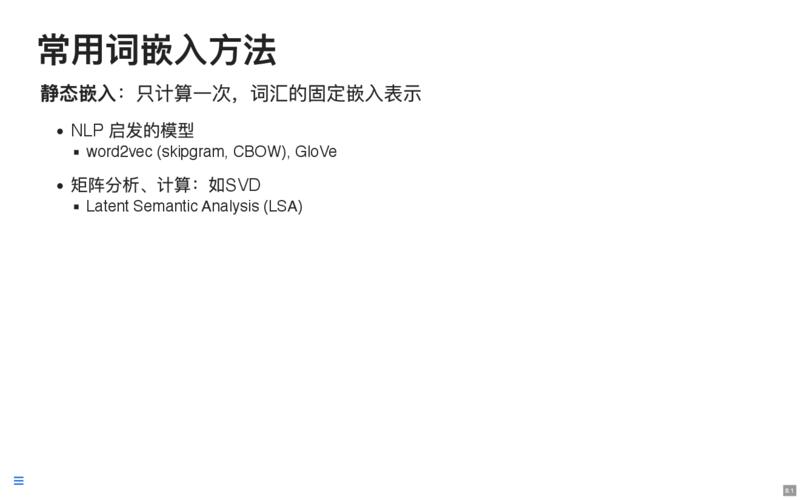 常用词嵌入方法
静态嵌入：只计算一次，词汇的固定嵌入表示
• NLP 启发的模型
▪ word2vec (skipgram, CBOW), GloVe
• 矩阵分析、计算：如SVD
▪ Latent Semantic Analysis (LSA)